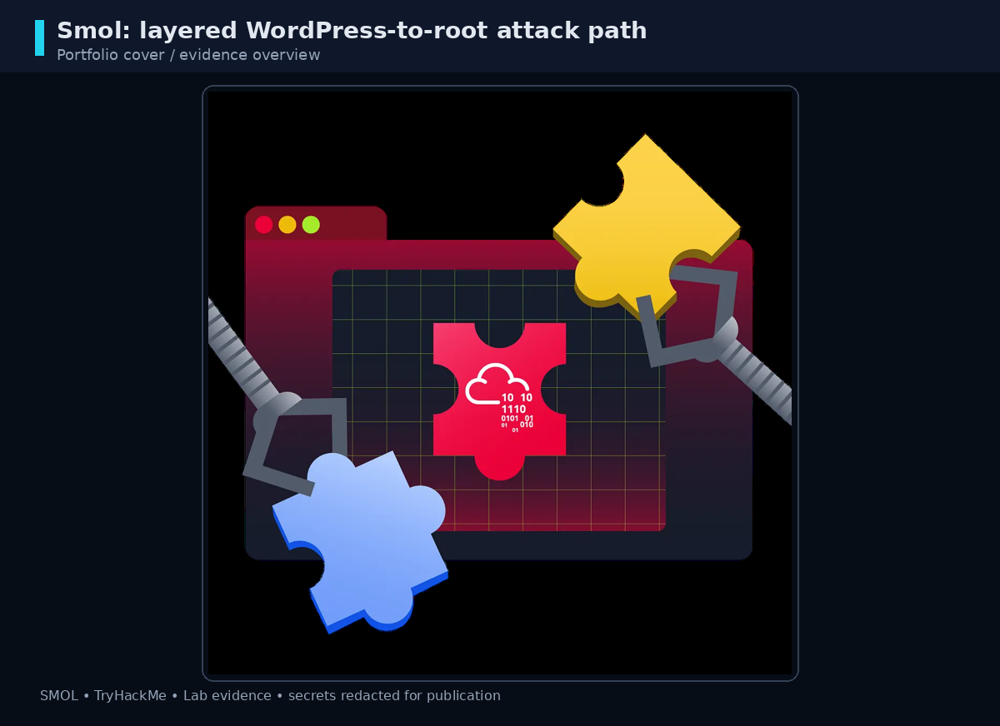 Smol: layered WordPress-to-root attack path
Portfolio cover / evidence overview
10 10
1110
0101 01
01 010
01
SMOL • TryHackMe • Lab evidence • secrets redacted for publication